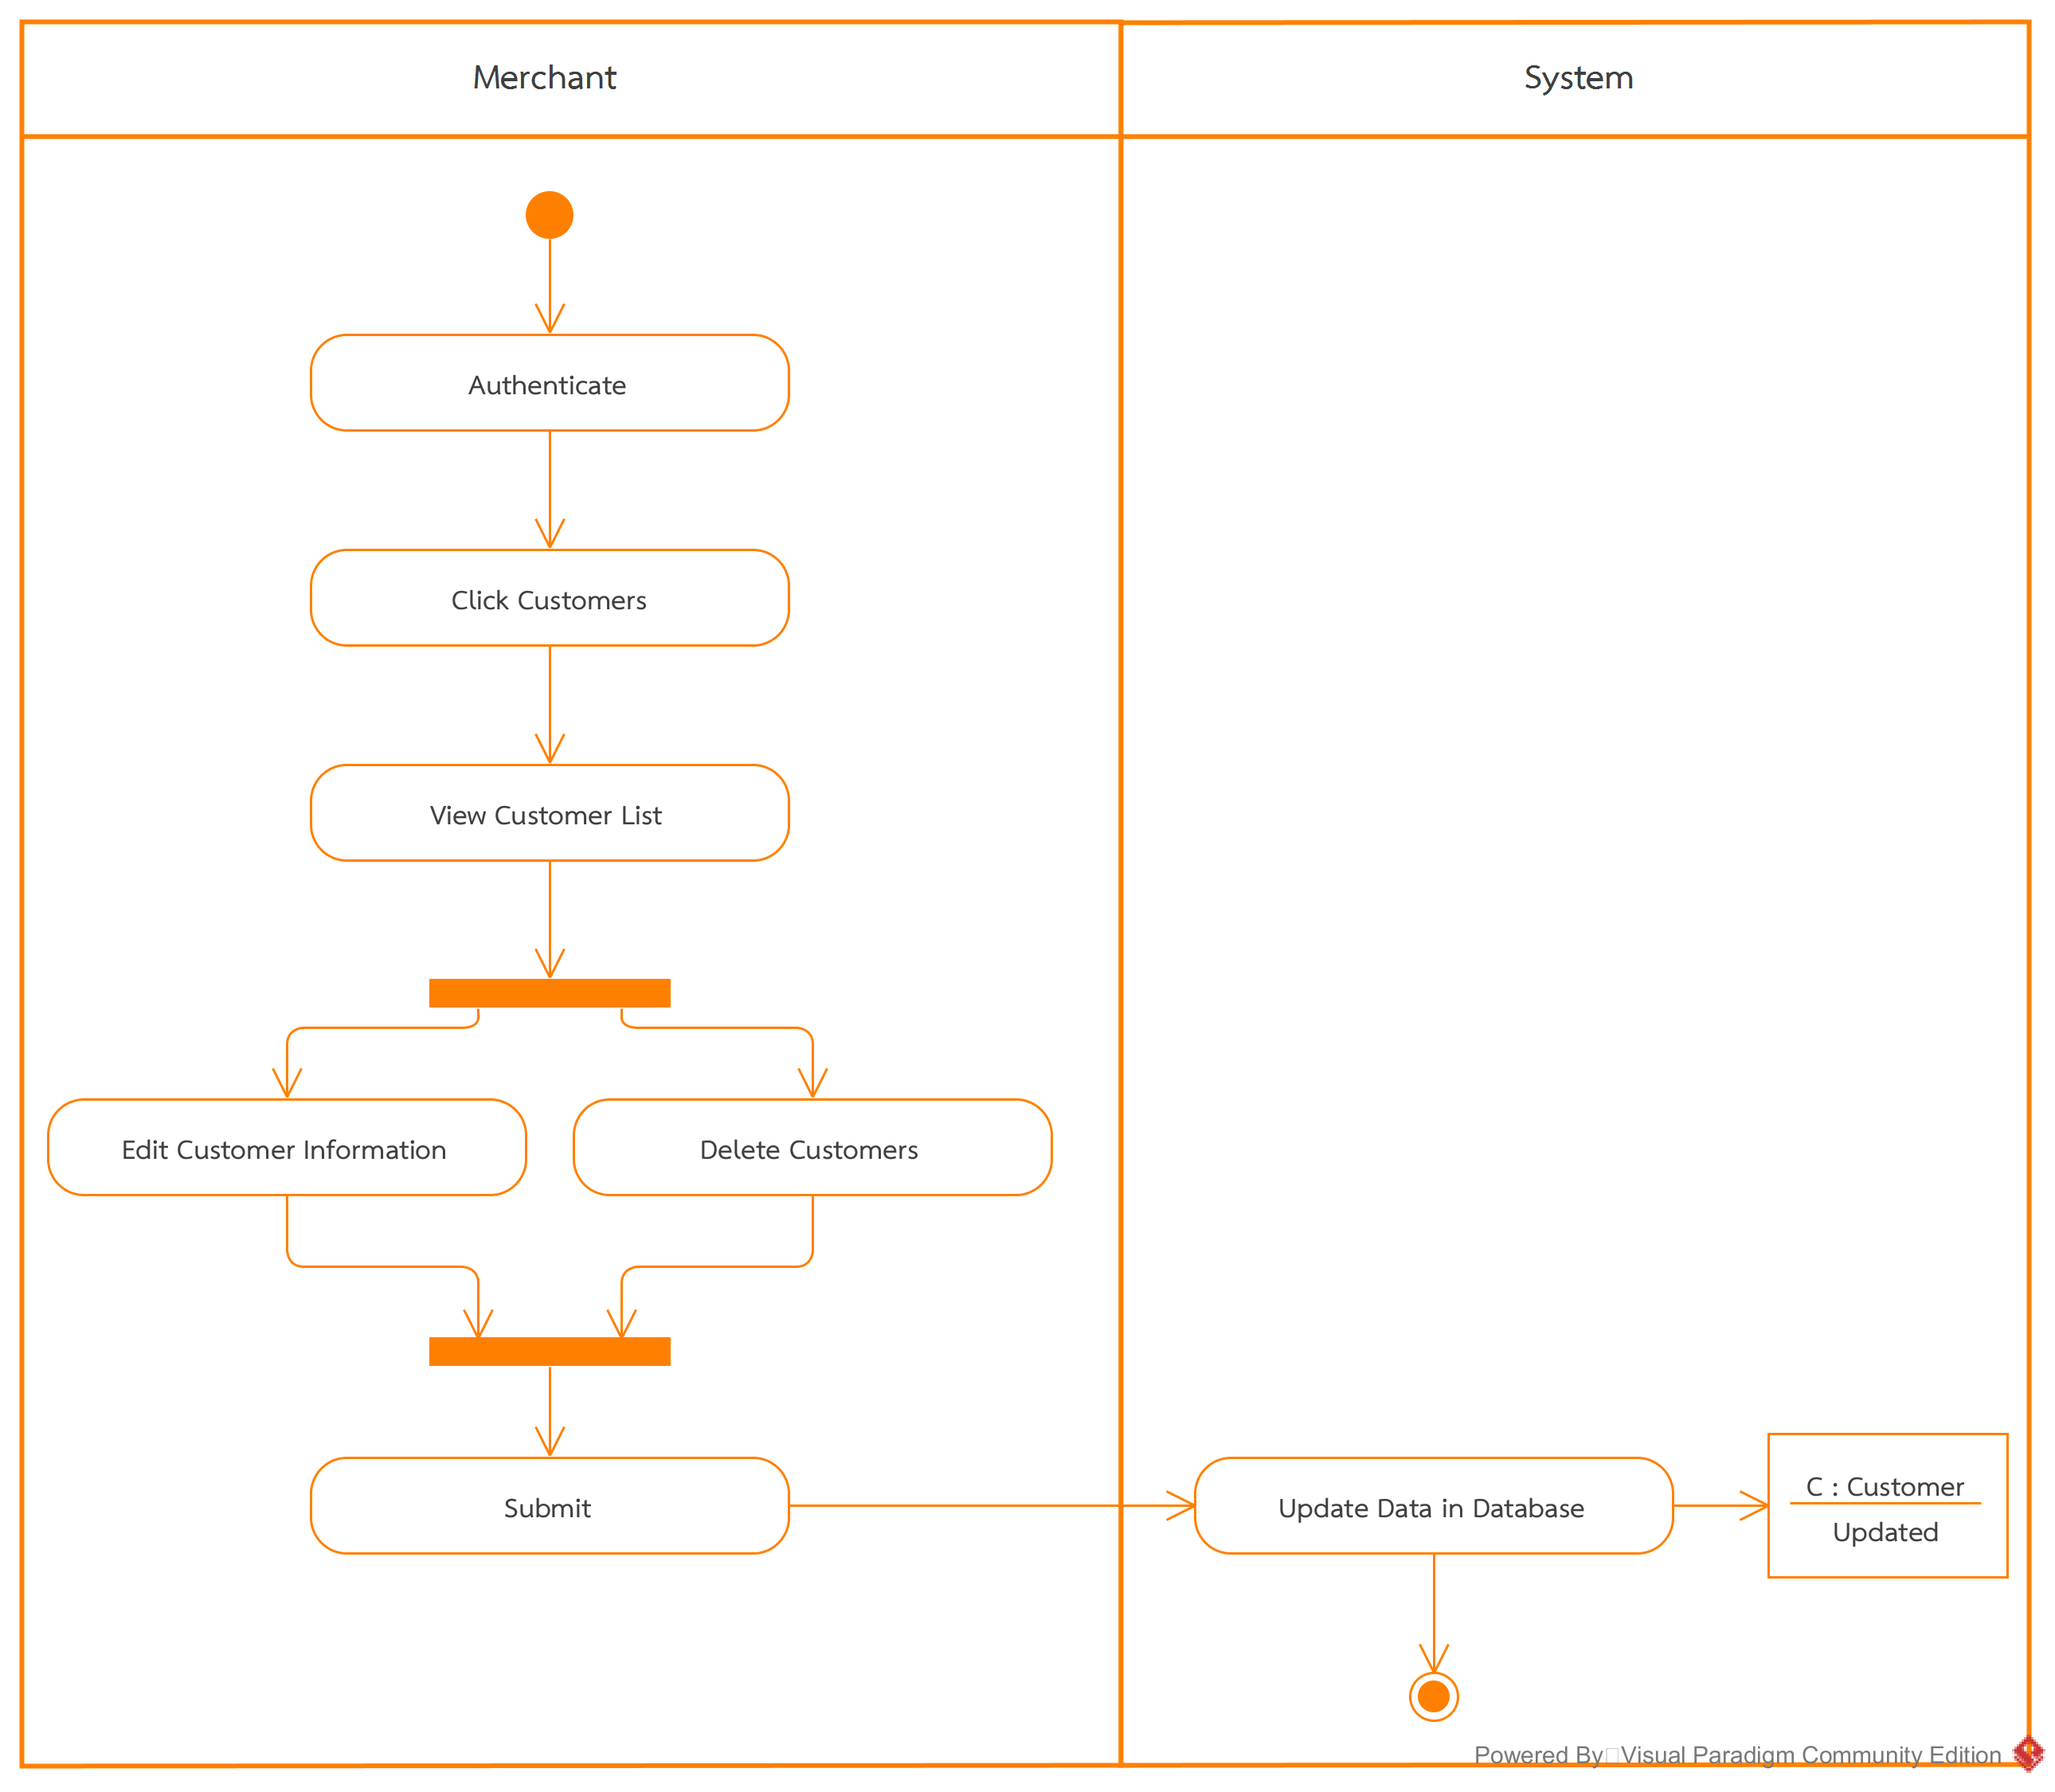 Merchant
System
Authenticate
Click Customers
View Customer List
Edit Customer Information
Delete Customers
Submit
Update Data in Database
C : Customer
Updated
Powered By Visual Paradigm Community Edition